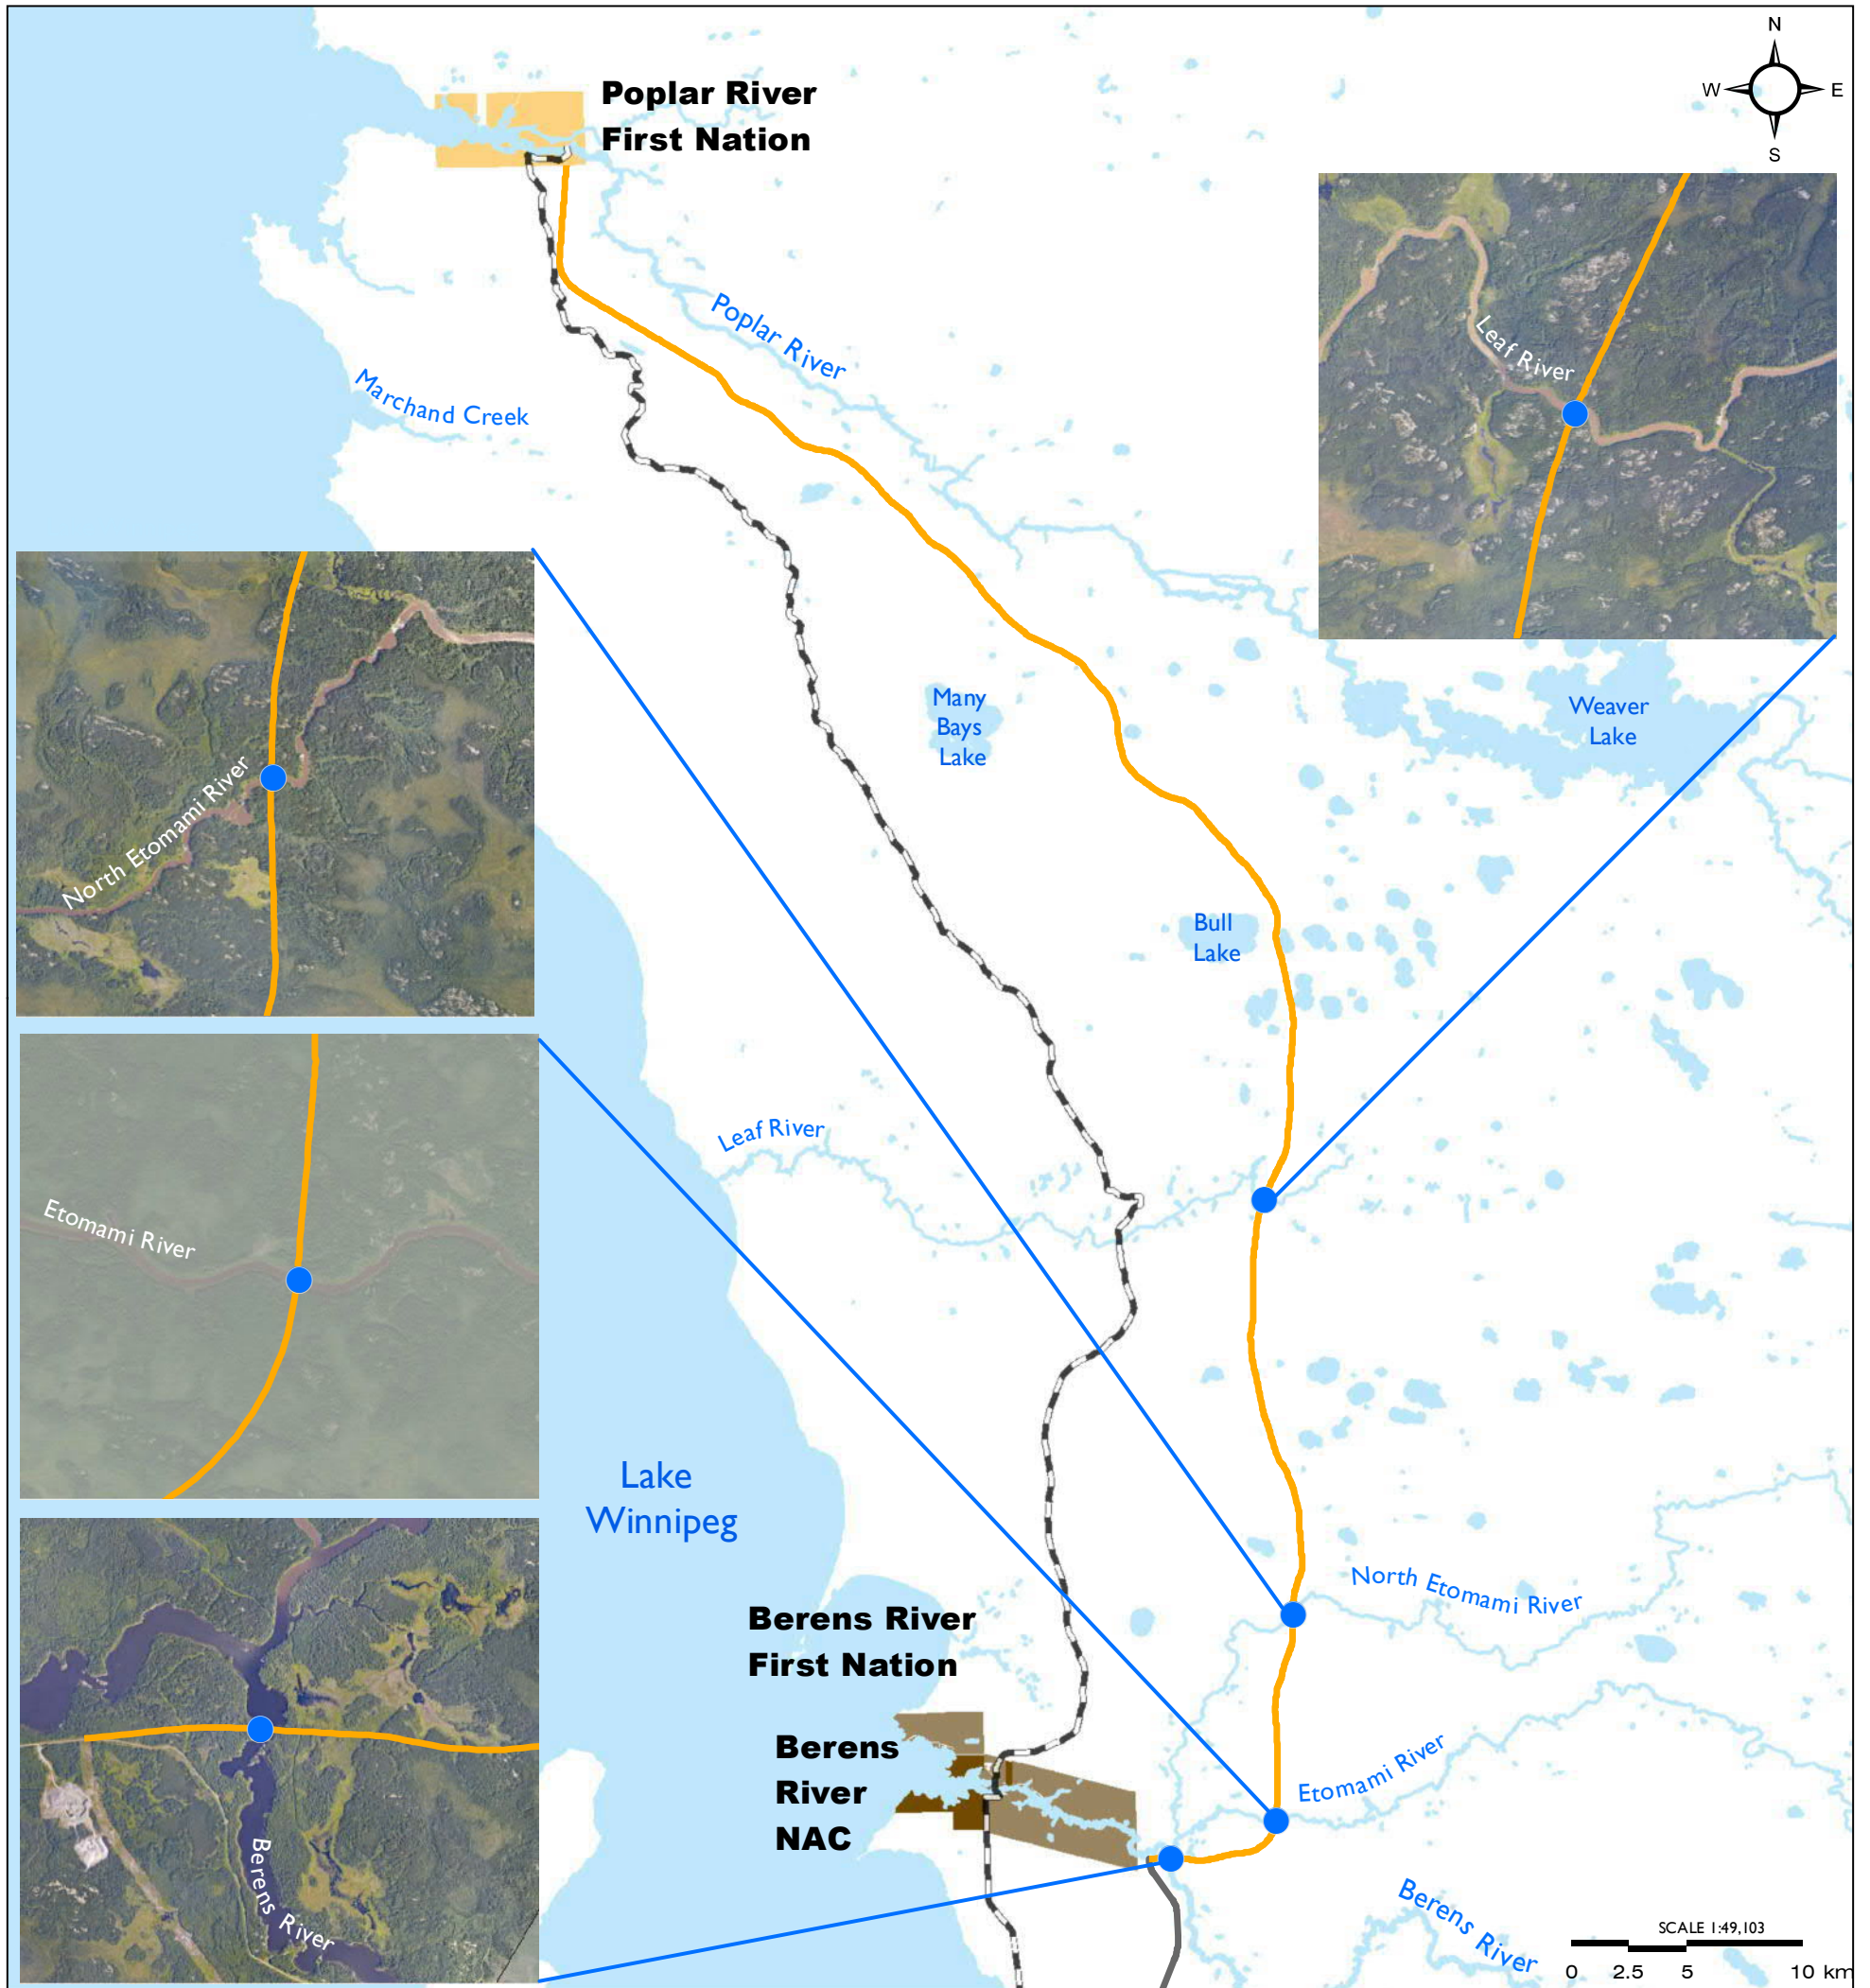 N
W
E
S
Poplar River
First Nation
Poplar River
Leaf River
Marchand Creek
Many
Bays
Lake
Weaver
Lake
North Etomami River
Bull
Lake
Leaf River
Etomami River
Lake
Winnipeg
North Etomami River
Berens River
First Nation
Berens
River
NAC
Etomami River
Berens River
Berens River
SCALE 1:49,103
0 2.5 5 10 km